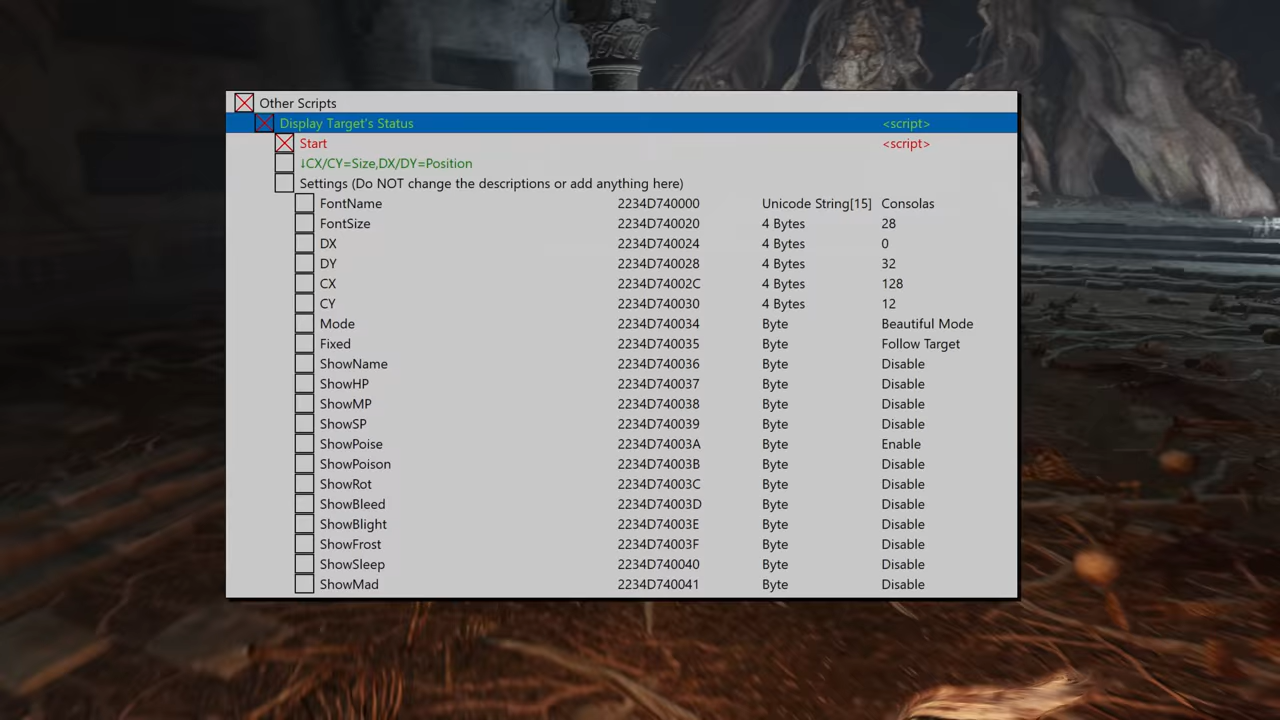 Other Scripts
Display Target's Status <script>
Start <script>
↓CX/CY=Size,DX/DY=Position
Settings (Do NOT change the descriptions or add anything here)
FontName 2234D740000 Unicode String[15] Consolas
FontSize 2234D740020 4 Bytes 28
DX 2234D740024 4 Bytes 0
DY 2234D740028 4 Bytes 32
CX 2234D74002C 4 Bytes 128
CY 2234D740030 4 Bytes 12
Mode 2234D740034 Byte Beautiful Mode
Fixed 2234D740035 Byte Follow Target
ShowName 2234D740036 Byte Disable
ShowHP 2234D740037 Byte Disable
ShowMP 2234D740038 Byte Disable
ShowSP 2234D740039 Byte Disable
ShowPoise 2234D74003A Byte Enable
ShowPoison 2234D74003B Byte Disable
ShowRot 2234D74003C Byte Disable
ShowBleed 2234D74003D Byte Disable
ShowBlight 2234D74003E Byte Disable
ShowFrost 2234D74003F Byte Disable
ShowSleep 2234D740040 Byte Disable
ShowMad 2234D740041 Byte Disable